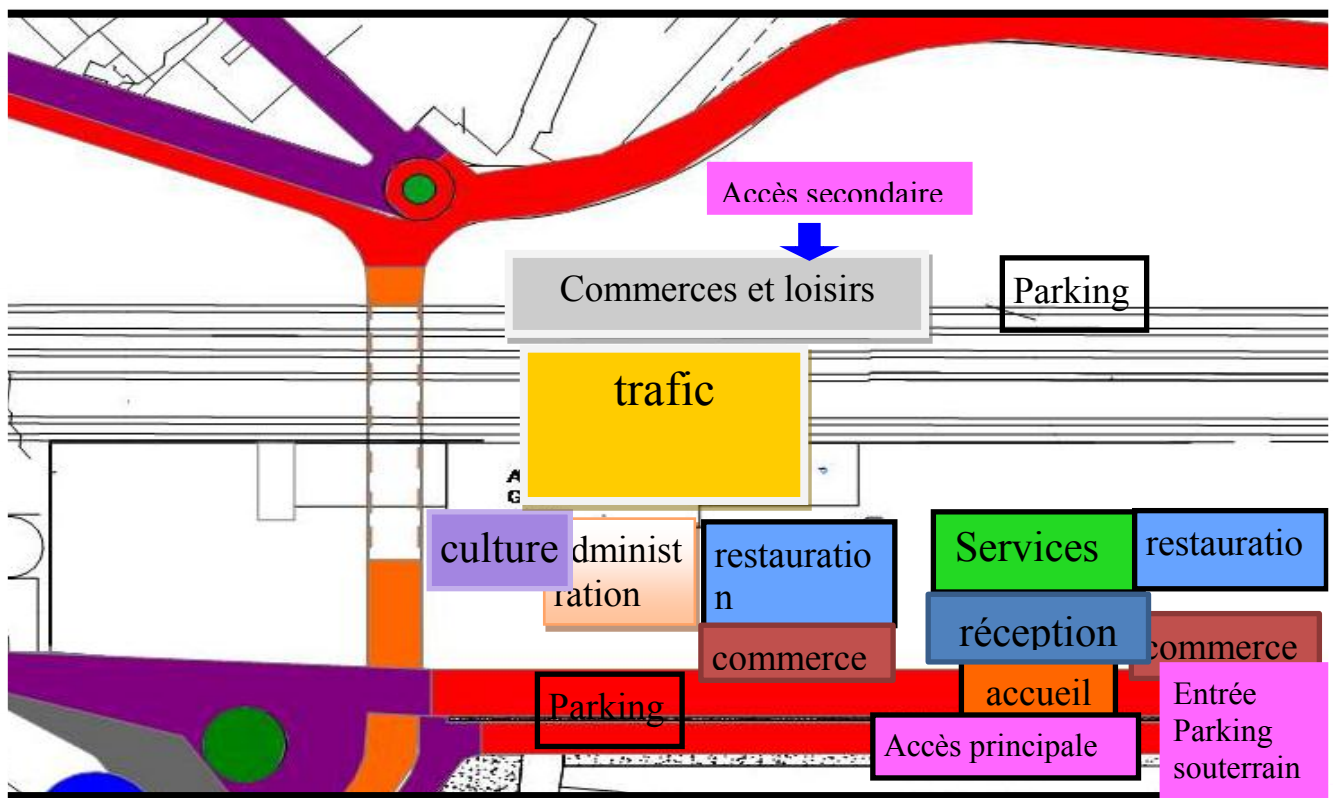 Accès secondaire
Commerces et loisirs
Parking
trafic
A
G
culture
dminist
ration
restauratio
n
Services
restauratio
commerce
réception
commerce
Parking
accueil
Entrée
Parking
souterrain
Accès principale